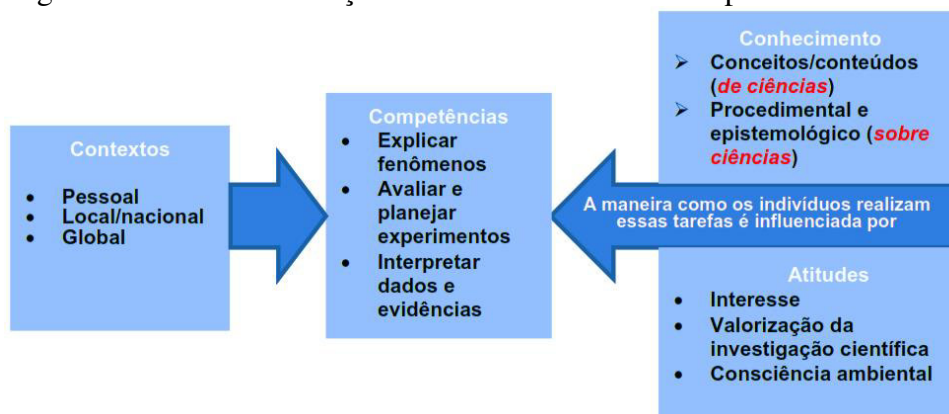 Contextos
• Pessoal
• Local/nacional
• Global
Competências
• Explicar
fenômenos
• Avaliar e
planejar
experimentos
• Interpretar
dados e
evidências
Conhecimento
➢ Conceitos/conteúdos
(de ciências)
➢ Procedimental e
epistemológico (sobre
ciências)
A maneira como os indivíduos realizam
essas tarefas é influenciada por
Atitudes
• Interesse
• Valorização da
investigação científica
• Consciência ambiental